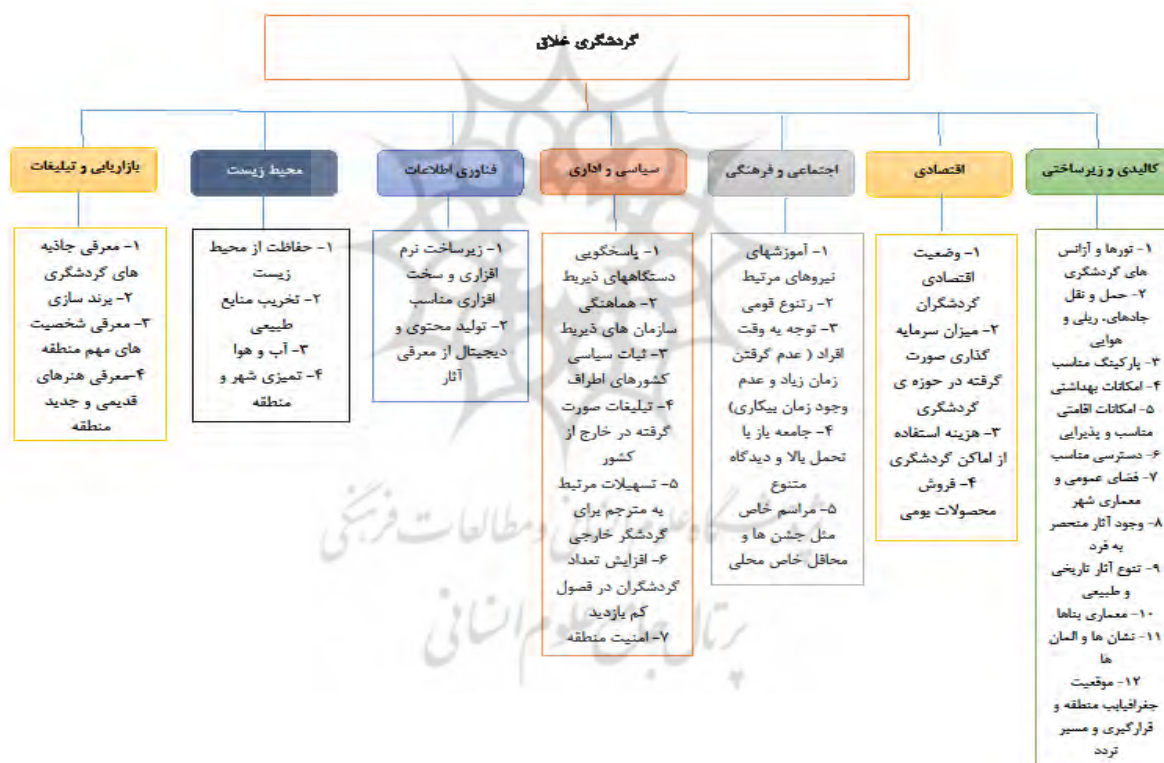 گردشگری خلاق
کالبدی و زیرساختی
۱- تورها و آژانس
های گردشگری
۲- حمل و نقل
جادهای، ریلی و
هوایی
۳- پارکینگ مناسب
۴- امکانات بهداشتی
۵- امکانات اقامتی
مناسب و پذیرایی
۶- دسترسی مناسب
۷- فضای عمومی و
معماری شهر
۸- وجود آثار منحصر
به فرد
۹- تنوع آثار تاریخی
و طبیعی
۱۰- معماری بناها
۱۱- نشان ها و المان
ها
۱۲- موقعیت
جغرافیایب منطقه و
قرارگیری و مسیر
تردد
اقتصادی
۱- وضعیت
اقتصادی
گردشگران
۲- میزان سرمایه
گذاری صورت
گرفته در حوزه ی
گردشگری
۳- هزینه استفاده
از اماکن گردشگری
۴- فروش
محصولات بومی
اجتماعی و فرهنگی
۱- آموزشهای
نیروهای مرتبط
۲- رتنوع قومی
۳- توجه به وقت
افراد ( عدم گرفتن
زمان زیاد و عدم
وجود زمان بیکاری)
۴- جامعه باز با
تحمل بالا و دیدگاه
متنوع
۵- مراسم خاص
مثل جشن ها و
محافل خاص محلی
سیاسی و اداری
۱- پاسخگویی
دستگاههای ذیربط
۲- هماهنگی
سازمان های ذیربط
۳- ثبات سیاسی
کشورهای اطراف
۴- تبلیغات صورت
گرفته در خارج از
کشور
۵- تسهیلات مرتبط
به مترجم برای
گردشگر خارجی
۶- افزایش تعداد
گردشگران در فصول
کم بازدید
۷- امنیت منطقه
فناوری اطلاعات
۱- زیرساخت نرم
افزاری و سخت
افزاری مناسب
۲- تولید محتوی و
دیجیتال از معرفی
آثار
محیط زیست
۱- حفاظت از محیط
زیست
۲- تخریب منابع
طبیعی
۳- آب و هوا
۴- تمیزی شهر و
منطقه
بازاریابی و تبلیغات
۱- معرفی جاذبه
های گردشگری
۲- برند سازی
۳- معرفی شخصیت
های مهم منطقه
۴-معرفی هنرهای
قدیمی و جدید
منطقه
پژوهشگاه علوم انسانی و مطالعات فرهنگی
پرتال جامع علوم انسانی